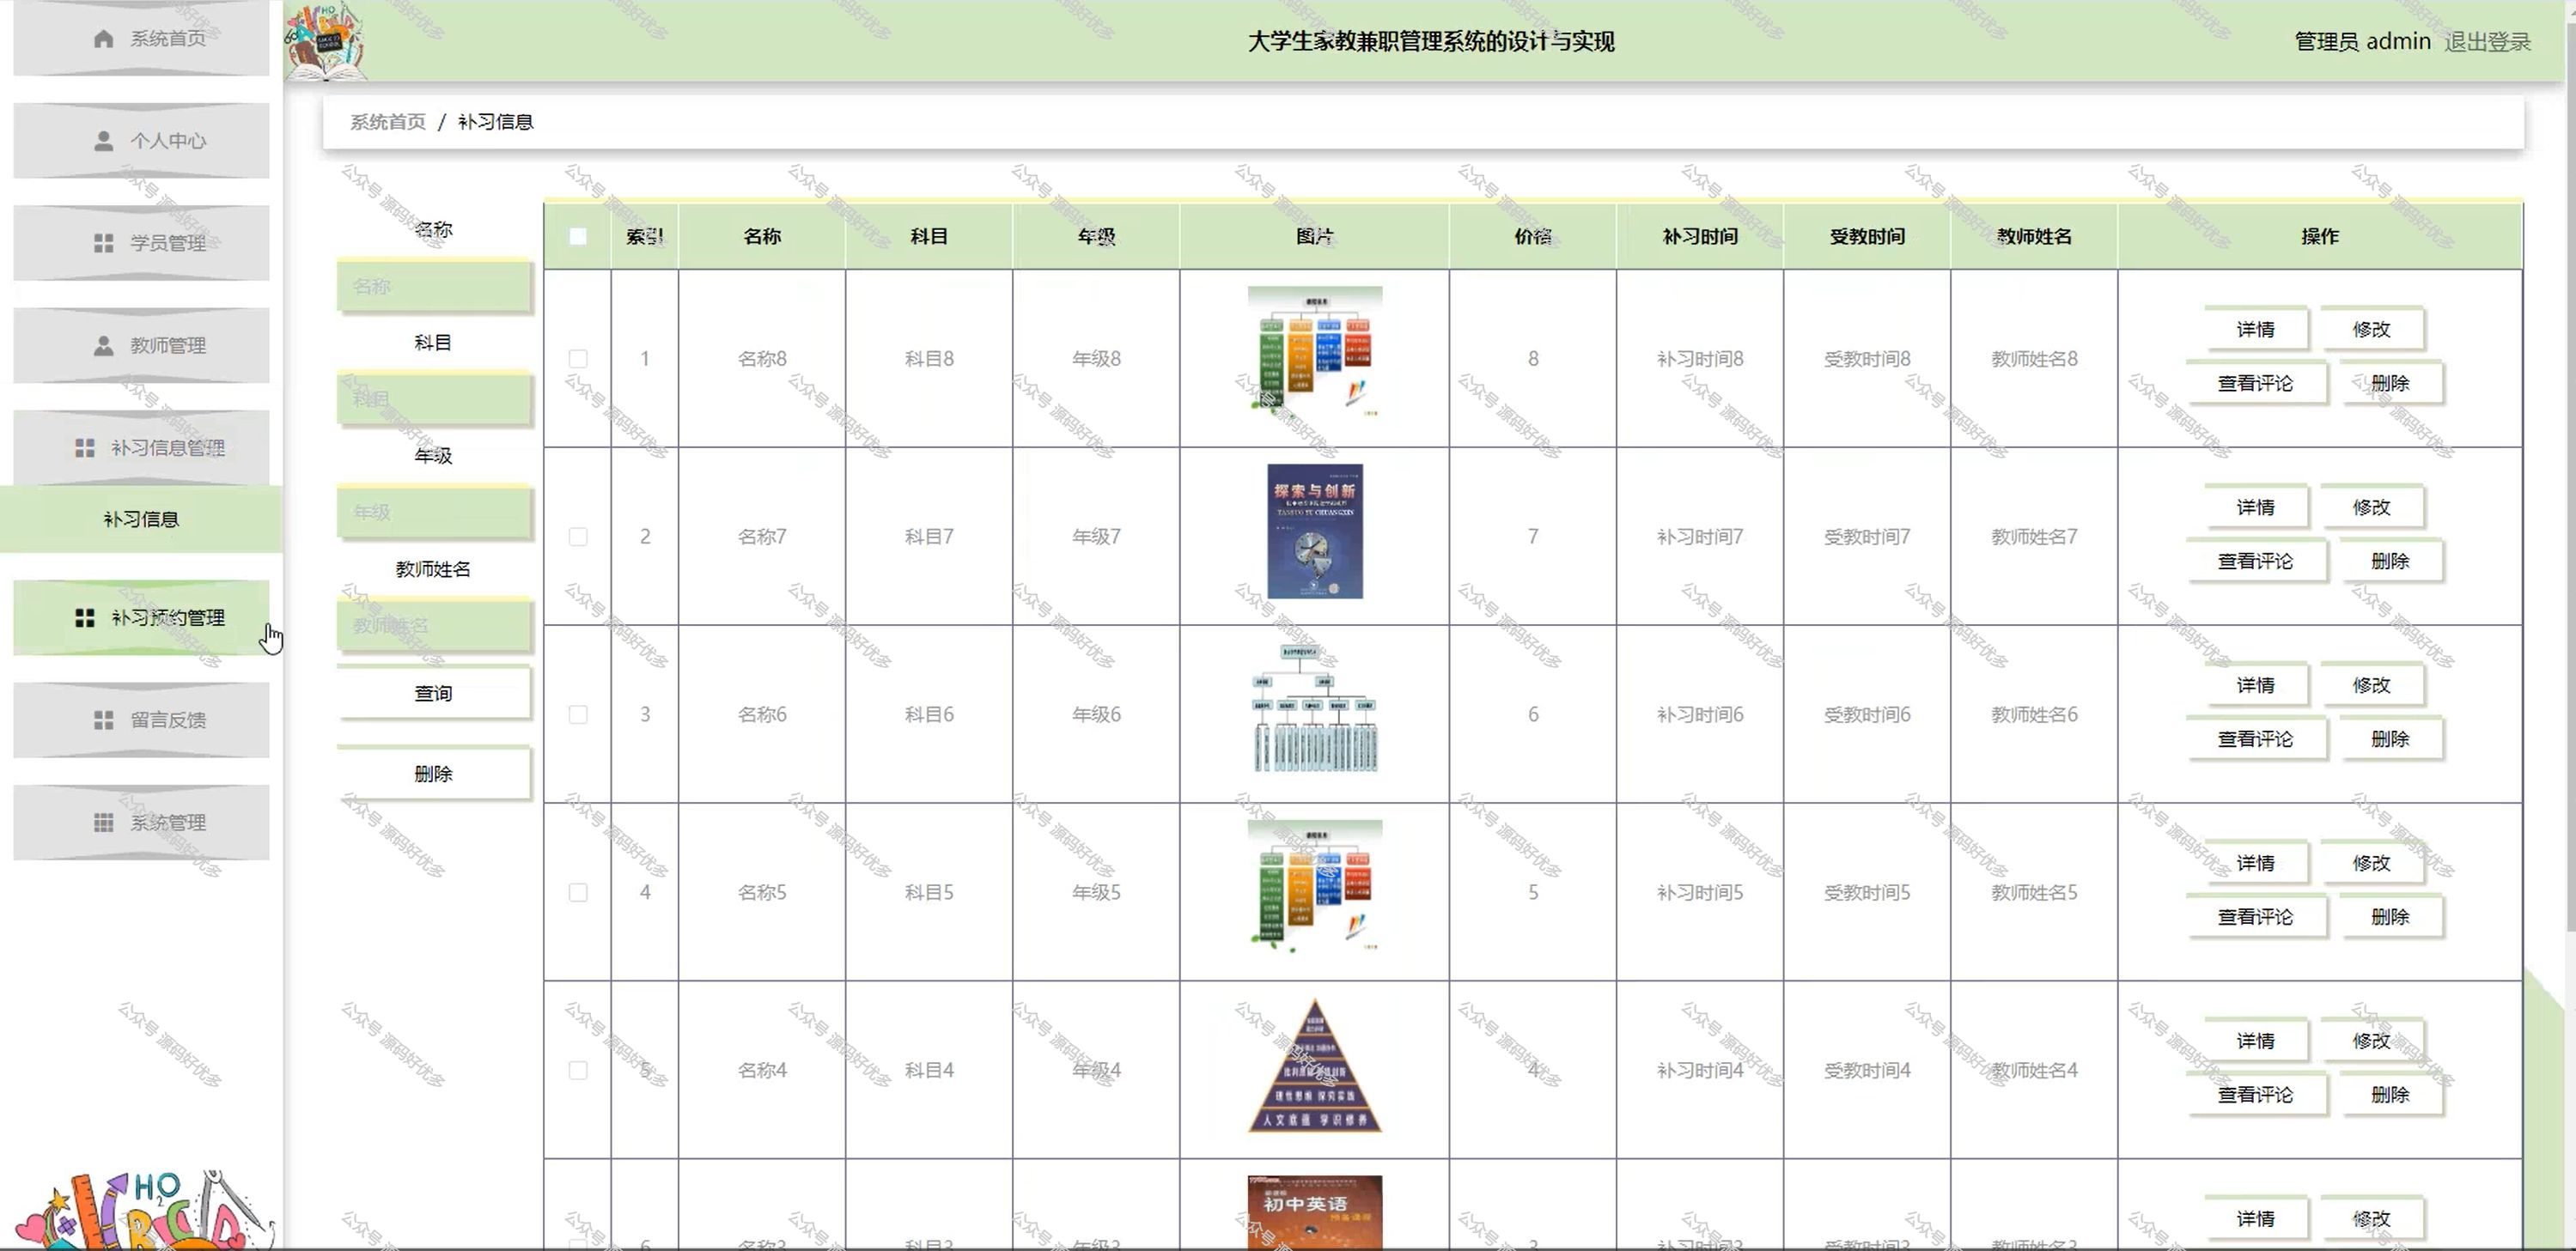 大学生家教兼职管理系统的设计与实现
管理员 admin 退出登录
系统首页
个人中心
学员管理
教师管理
补习信息管理
补习信息
补习预约管理
留言反馈
系统管理
系统首页 / 补习信息
名称
名称
科目
科目
年级
年级
教师姓名
教师姓名
查询
删除
索引 名称 科目 年级 图片 价格 补习时间 受教时间 教师姓名 操作
1 名称8 科目8 年级8 8 补习时间8 受教时间8 教师姓名8 详情 修改
查看评论 删除
2 名称7 科目7 年级7 7 补习时间7 受教时间7 教师姓名7 详情 修改
查看评论 删除
探索与创新
TANSUO YU CHUANGXIN
3 名称6 科目6 年级6 6 补习时间6 受教时间6 教师姓名6 详情 修改
查看评论 删除
4 名称5 科目5 年级5 5 补习时间5 受教时间5 教师姓名5 详情 修改
查看评论 删除
5 名称4 科目4 年级4 4 补习时间4 受教时间4 教师姓名4 详情 修改
查看评论 删除
理性思维 探究实践
人文底蕴 学识修养
6 名称3 科目3 年级3 3 补习时间3 受教时间3 教师姓名3 详情 修改
初中英语
H2O
公众号 源码好优多